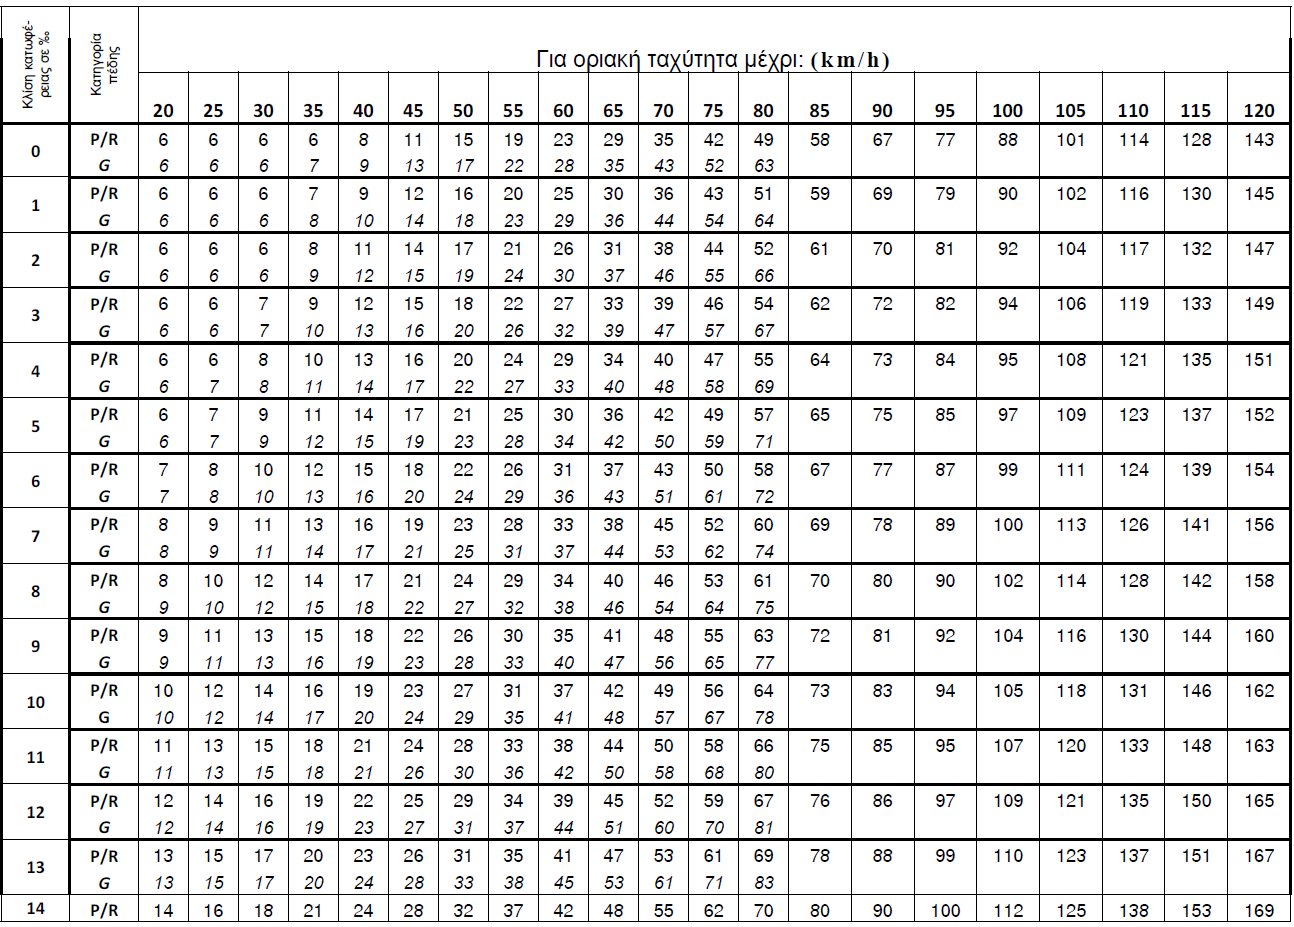 Κλίση κατωφέ-
ρειας σε ‰
Κατηγορία
πέδης
Για οριακή ταχύτητα μέχρι: (km/h)
20 25 30 35 40 45 50 55 60 65 70 75 80 85 90 95 100 105 110 115 120
0 P/R 6 6 6 6 8 11 15 19 23 29 35 42 49 58 67 77 88 101 114 128 143
G 6 6 6 7 9 13 17 22 28 35 43 52 63
1 P/R 6 6 6 7 9 12 16 20 25 30 36 43 51 59 69 79 90 102 116 130 145
G 6 6 6 8 10 14 18 23 29 36 44 54 64
2 P/R 6 6 6 8 11 14 17 21 26 31 38 44 52 61 70 81 92 104 117 132 147
G 6 6 6 9 12 15 19 24 30 37 46 55 66
3 P/R 6 6 7 9 12 15 18 22 27 33 39 46 54 62 72 82 94 106 119 133 149
G 6 6 7 10 13 16 20 26 32 39 47 57 67
4 P/R 6 6 8 10 13 16 20 24 29 34 40 47 55 64 73 84 95 108 121 135 151
G 6 7 8 11 14 17 22 27 33 40 48 58 69
5 P/R 6 7 9 11 14 17 21 25 30 36 42 49 57 65 75 85 97 109 123 137 152
G 6 7 9 12 15 19 23 28 34 42 50 59 71
6 P/R 7 8 10 12 15 18 22 26 31 37 43 50 58 67 77 87 99 111 124 139 154
G 7 8 10 13 16 20 24 29 36 43 51 61 72
7 P/R 8 9 11 13 16 19 23 28 33 38 45 52 60 69 78 89 100 113 126 141 156
G 8 9 11 14 17 21 25 31 37 44 53 62 74
8 P/R 8 10 12 14 17 21 24 29 34 40 46 53 61 70 80 90 102 114 128 142 158
G 9 10 12 15 18 22 27 32 38 46 54 64 75
9 P/R 9 11 13 15 18 22 26 30 35 41 48 55 63 72 81 92 104 116 130 144 160
G 9 11 13 16 19 23 28 33 40 47 56 65 77
10 P/R 10 12 14 16 19 23 27 31 37 42 49 56 64 73 83 94 105 118 131 146 162
G 10 12 14 17 20 24 29 35 41 48 57 67 78
11 P/R 11 13 15 18 21 24 28 33 38 44 50 58 66 75 85 95 107 120 133 148 163
G 11 13 15 18 21 26 30 36 42 50 58 68 80
12 P/R 12 14 16 19 22 25 29 34 39 45 52 59 67 76 86 97 109 121 135 150 165
G 12 14 16 19 23 27 31 37 44 51 60 70 81
13 P/R 13 15 17 20 23 26 31 35 41 47 53 61 69 78 88 99 110 123 137 151 167
G 13 15 17 20 24 28 33 38 45 53 61 71 83
14 P/R 14 16 18 21 24 28 32 37 42 48 55 62 70 80 90 100 112 125 138 153 169